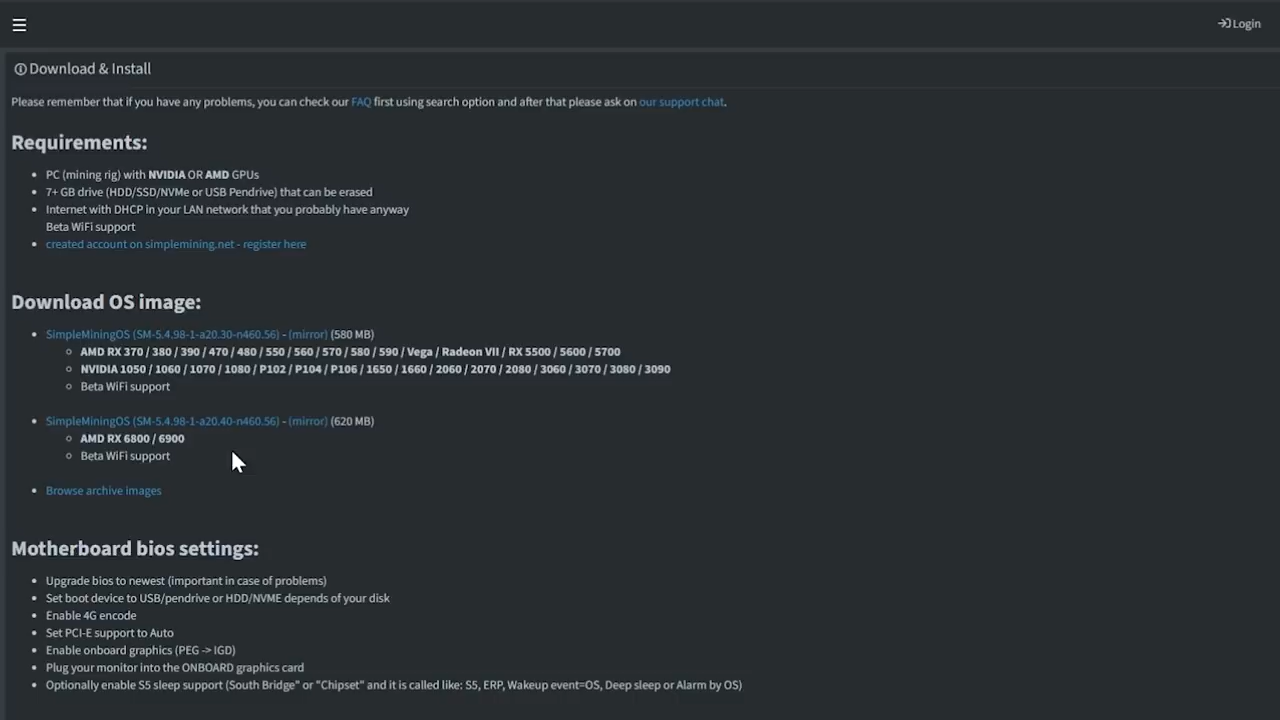 Login
Download & Install
Please remember that if you have any problems, you can check our FAQ first using search option and after that please ask on our support chat.
Requirements:
PC (mining rig) with NVIDIA OR AMD GPUs
7+ GB drive (HDD/SSD/NVMe or USB Pendrive) that can be erased
Internet with DHCP in your LAN network that you probably have anyway
Beta WiFi support
created account on simplemining.net - register here
Download OS image:
SimpleMiningOS (SM-5.4.98-1-a20.30-n460.56) - (mirror) (580 MB)
AMD RX 370 / 380 / 390 / 470 / 480 / 550 / 560 / 570 / 580 / 590 / Vega / Radeon VII / RX 5500 / 5600 / 5700
NVIDIA 1050 / 1060 / 1070 / 1080 / P102 / P104 / P106 / 1650 / 1660 / 2060 / 2070 / 2080 / 3060 / 3070 / 3080 / 3090
Beta WiFi support
SimpleMiningOS (SM-5.4.98-1-a20.40-n460.56) - (mirror) (620 MB)
AMD RX 6800 / 6900
Beta WiFi support
Browse archive images
Motherboard bios settings:
Upgrade bios to newest (important in case of problems)
Set boot device to USB/pendrive or HDD/NVME depends of your disk
Enable 4G encode
Set PCI-E support to Auto
Enable onboard graphics (PEG -> IGD)
Plug your monitor into the ONBOARD graphics card
Optionally enable S5 sleep support (South Bridge" or "Chipset" and it is called like: S5, ERP, Wakeup event=OS, Deep sleep or Alarm by OS)